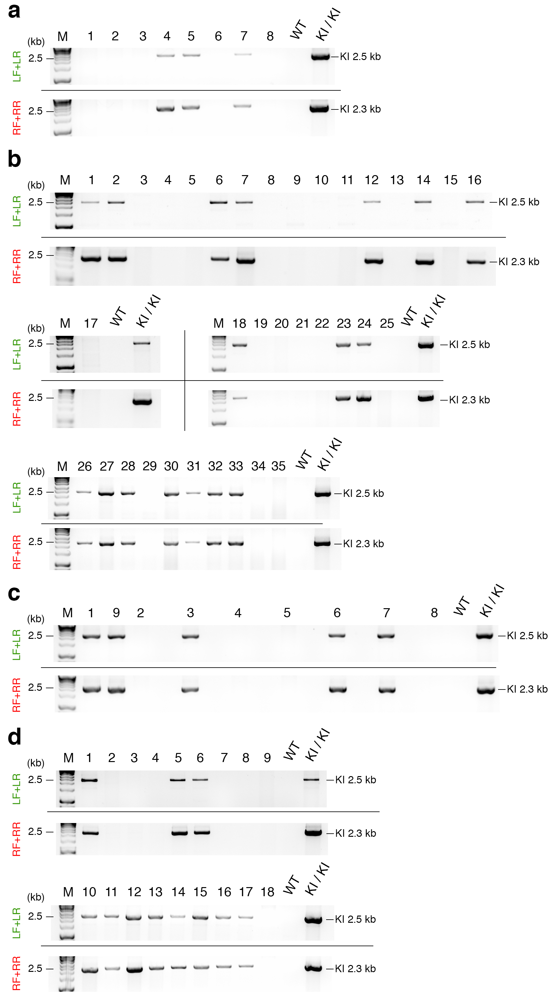 a
(kb) M 1 2 3 4 5 6 7 8 WT KI / KI
LF+LR 2.5 KI 2.5 kb
RF+RR 2.5 KI 2.3 kb
b
(kb) M 1 2 3 4 5 6 7 8 9 10 11 12 13 14 15 16
LF+LR 2.5 KI 2.5 kb
RF+RR 2.5 KI 2.3 kb
(kb) M 17 WT KI / KI M 18 19 20 21 22 23 24 25 WT KI / KI
LF+LR 2.5 KI 2.5 kb
RF+RR 2.5 KI 2.3 kb
(kb) M 26 27 28 29 30 31 32 33 34 35 WT KI / KI
LF+LR 2.5 KI 2.5 kb
RF+RR 2.5 KI 2.3 kb
c
(kb) M 1 9 2 3 4 5 6 7 8 WT KI / KI
LF+LR 2.5 KI 2.5 kb
RF+RR 2.5 KI 2.3 kb
d
(kb) M 1 2 3 4 5 6 7 8 9 WT KI / KI
LF+LR 2.5 KI 2.5 kb
RF+RR 2.5 KI 2.3 kb
(kb) M 10 11 12 13 14 15 16 17 18 WT KI / KI
LF+LR 2.5 KI 2.5 kb
RF+RR 2.5 KI 2.3 kb